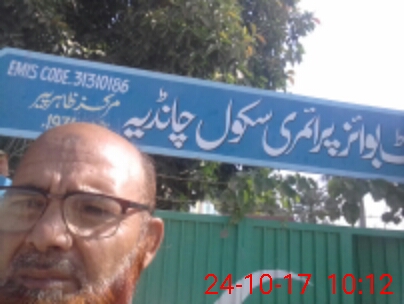 EMIS CODE.31310186
مرکز ظاہر پیر
بوائز پرائمری سکول چانڈیہ
24-10-17 10:12